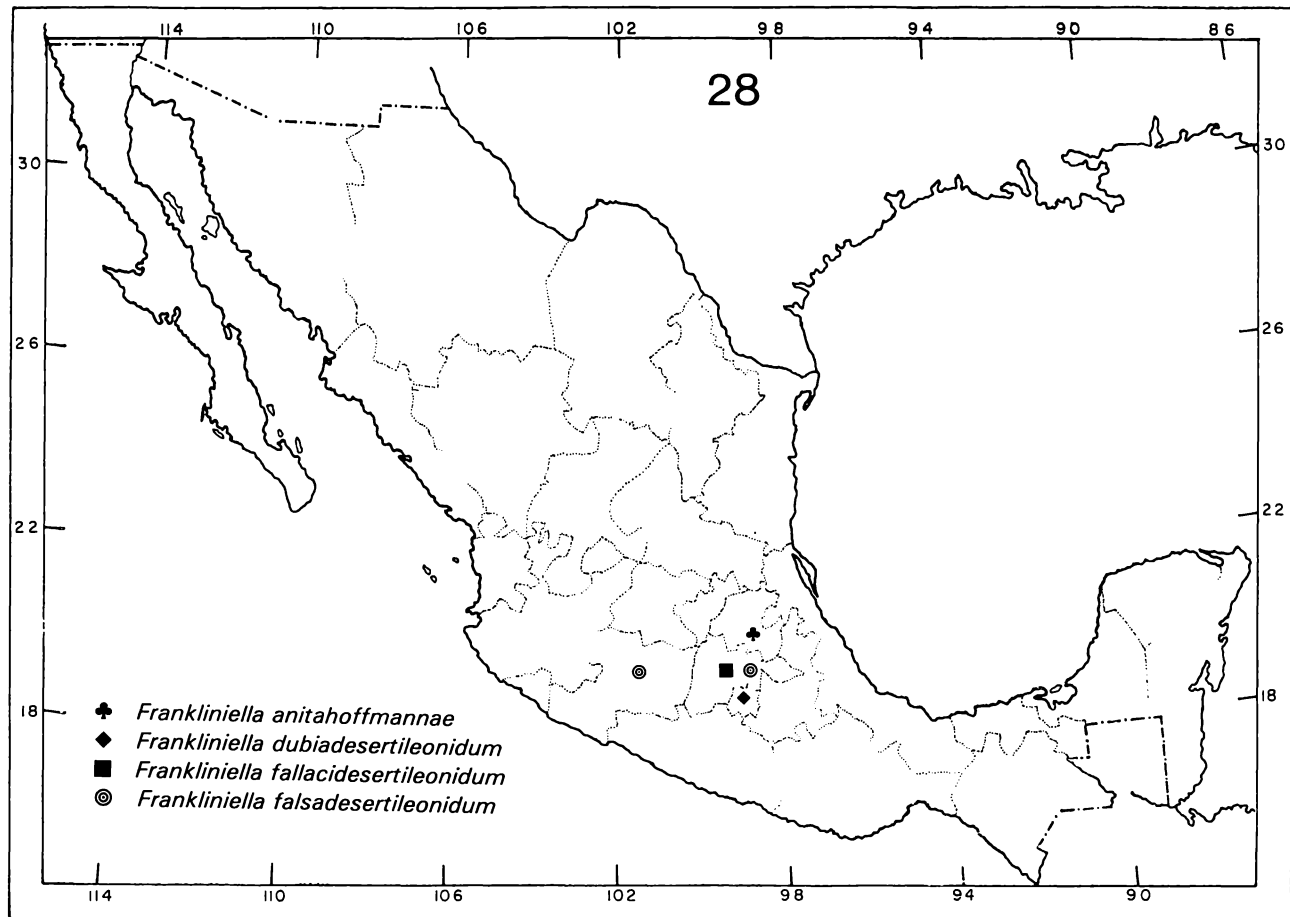 114 110 106 102 98 94 90 86
28
30 30
26 26
22 22
18 18
Frankliniella anitahoffmannae
Frankliniella dubiadesertileonidum
Frankliniella fallacidesertileonidum
Frankliniella falsadesertileonidum
114 110 106 102 98 94 90